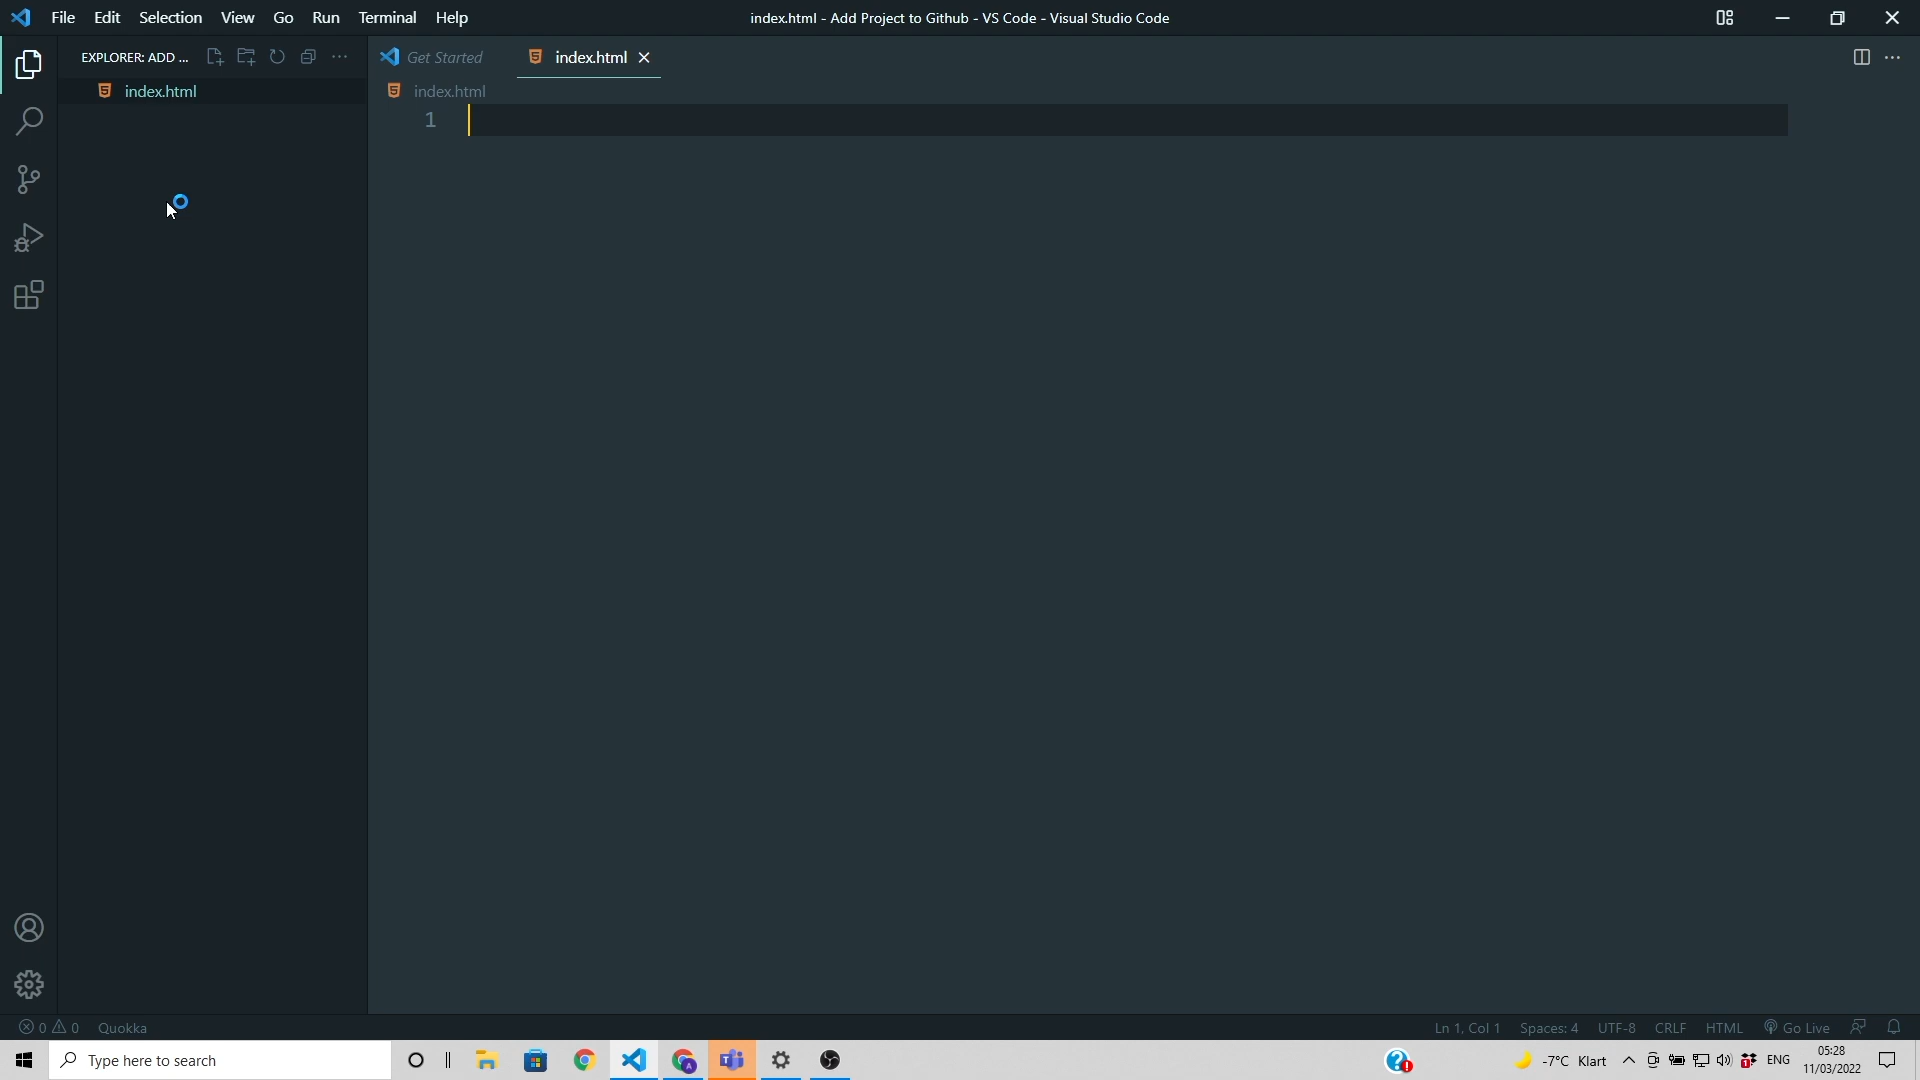 File Edit Selection View Go Run Terminal Help
index.html - Add Project to Github - VS Code - Visual Studio Code
EXPLORER: ADD ...
Get Started
index.html
index.html
index.html
1
0 0 Quokka
Ln 1, Col 1 Spaces: 4 UTF-8 CRLF HTML Go Live
Type here to search
-7°C Klart
ENG
05:28
11/03/2022